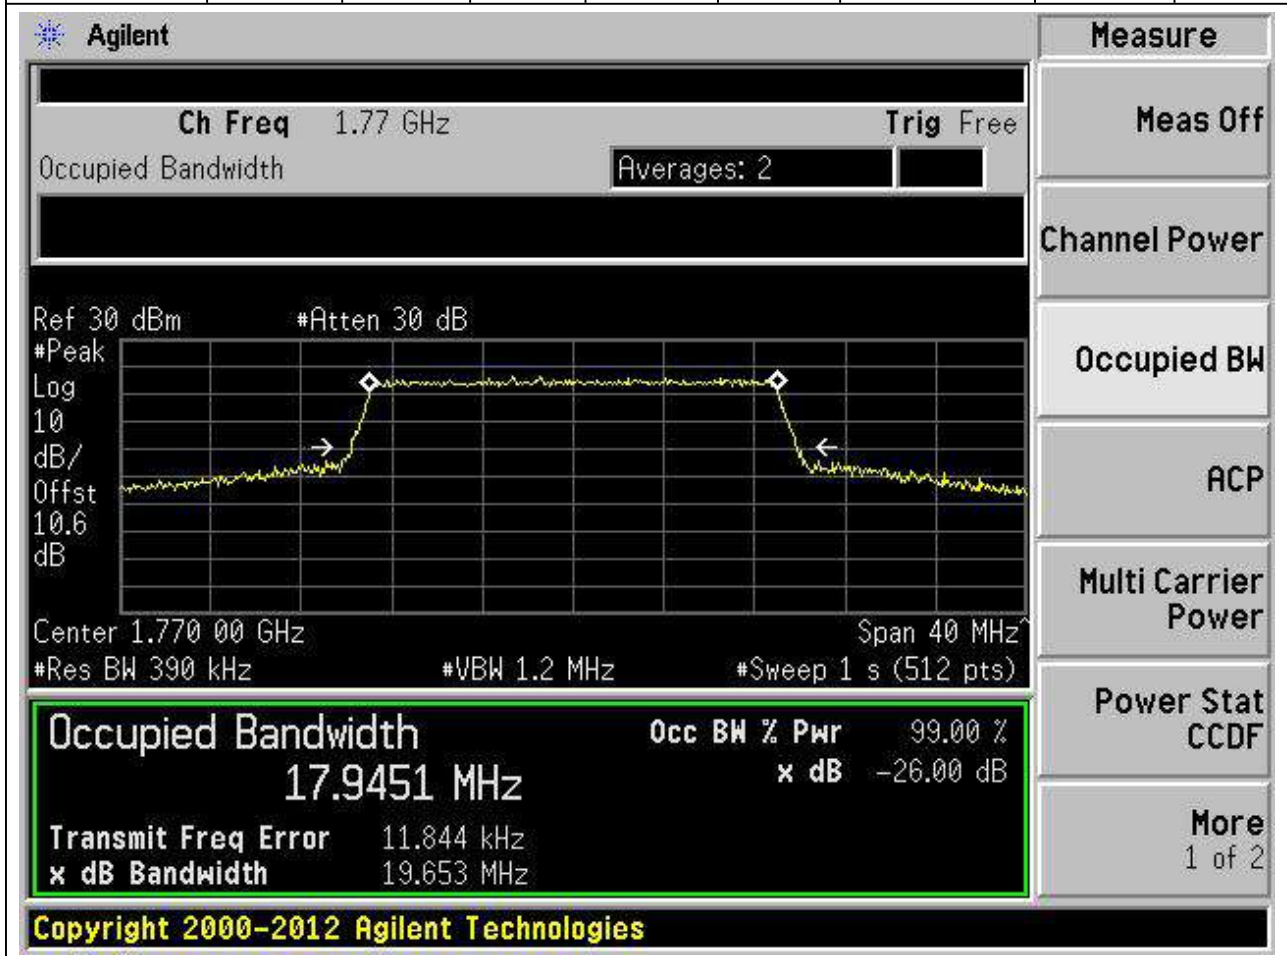 Agilent
Measure
Ch Freq 1.77 GHz Trig Free
Occupied Bandwidth Averages: 2
Meas Off
Channel Power
Occupied BW
ACP
Multi Carrier
Power
Power Stat
CCDF
More
1 of 2
Ref 30 dBm #Atten 30 dB
#Peak
Log
10
dB/
Offst
10.6
dB
Center 1.770 00 GHz Span 40 MHz^
#Res BW 390 kHz #VBW 1.2 MHz #Sweep 1 s (512 pts)
Occupied Bandwidth Occ BW % Pwr 99.00 %
17.9451 MHz x dB -26.00 dB
Transmit Freq Error 11.844 kHz
x dB Bandwidth 19.653 MHz
Copyright 2000-2012 Agilent Technologies